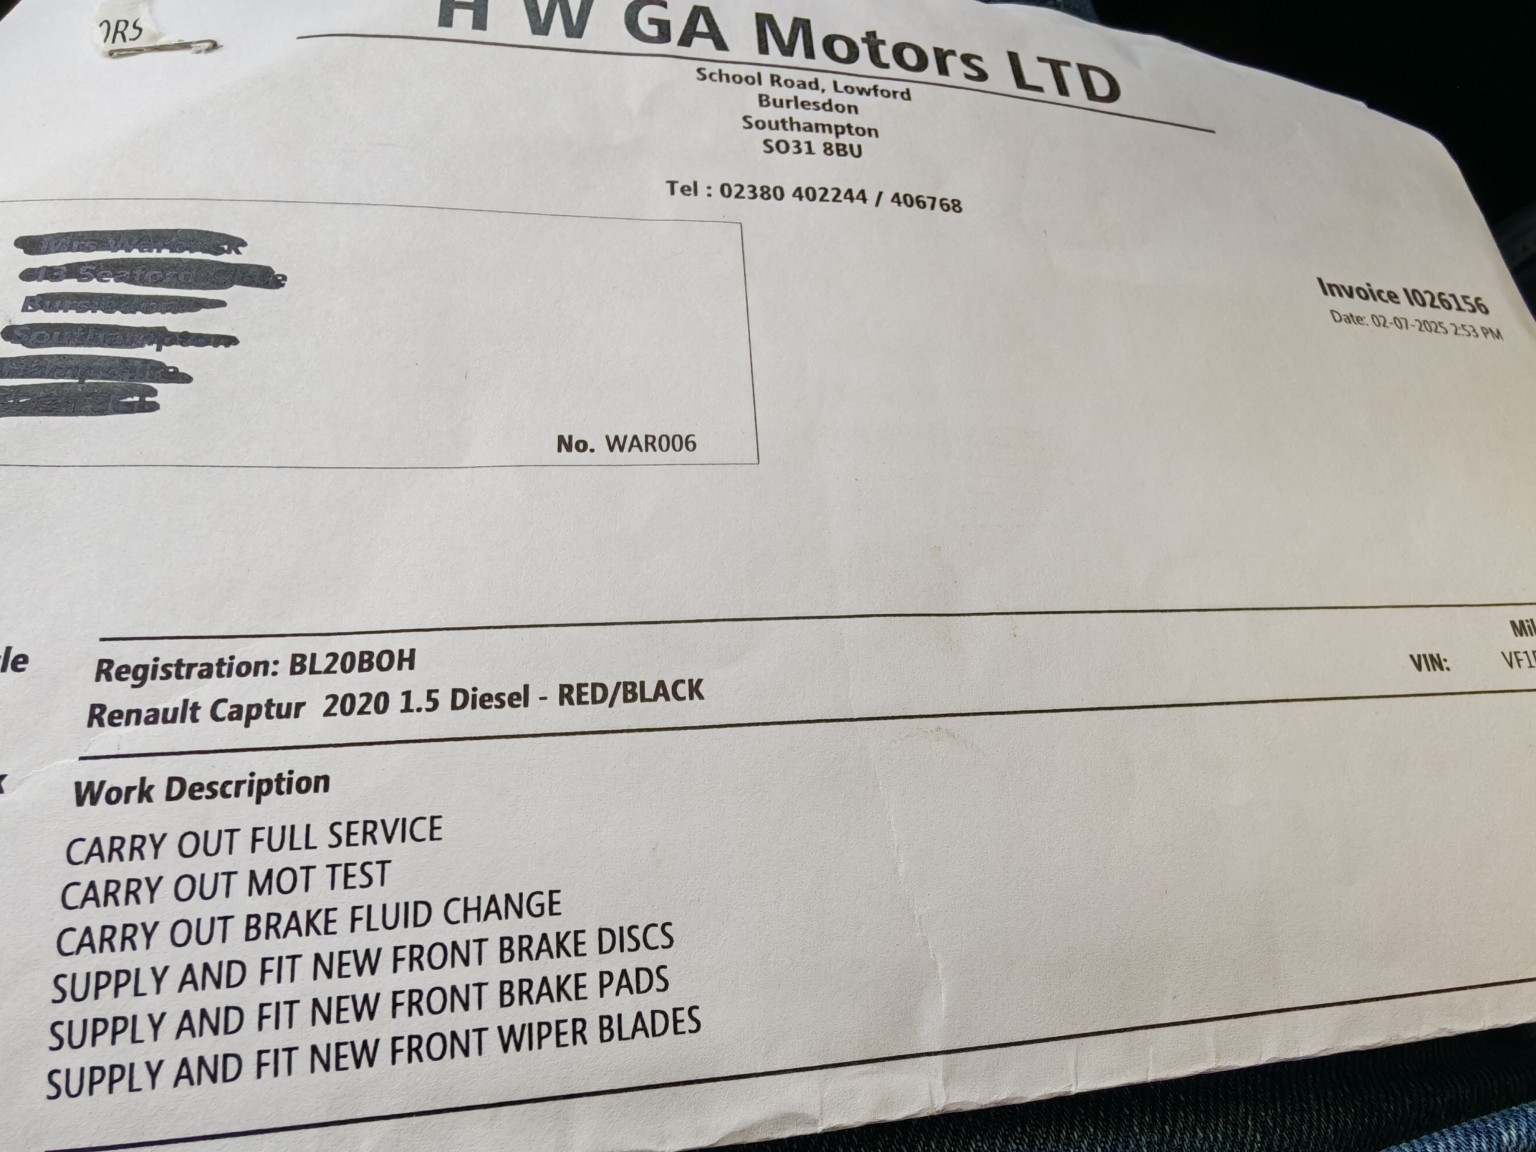 IRS
H W GA Motors LTD
School Road, Lowford
Burlesdon
Southampton
SO31 8BU
Tel : 02380 402244 / 406768
No. WAR006
Invoice I026156
Date: 02-07-2025 2:53 PM
Registration: BL20BOH
Renault Captur 2020 1.5 Diesel - RED/BLACK
VIN:
Work Description
CARRY OUT FULL SERVICE
CARRY OUT MOT TEST
CARRY OUT BRAKE FLUID CHANGE
SUPPLY AND FIT NEW FRONT BRAKE DISCS
SUPPLY AND FIT NEW FRONT BRAKE PADS
SUPPLY AND FIT NEW FRONT WIPER BLADES